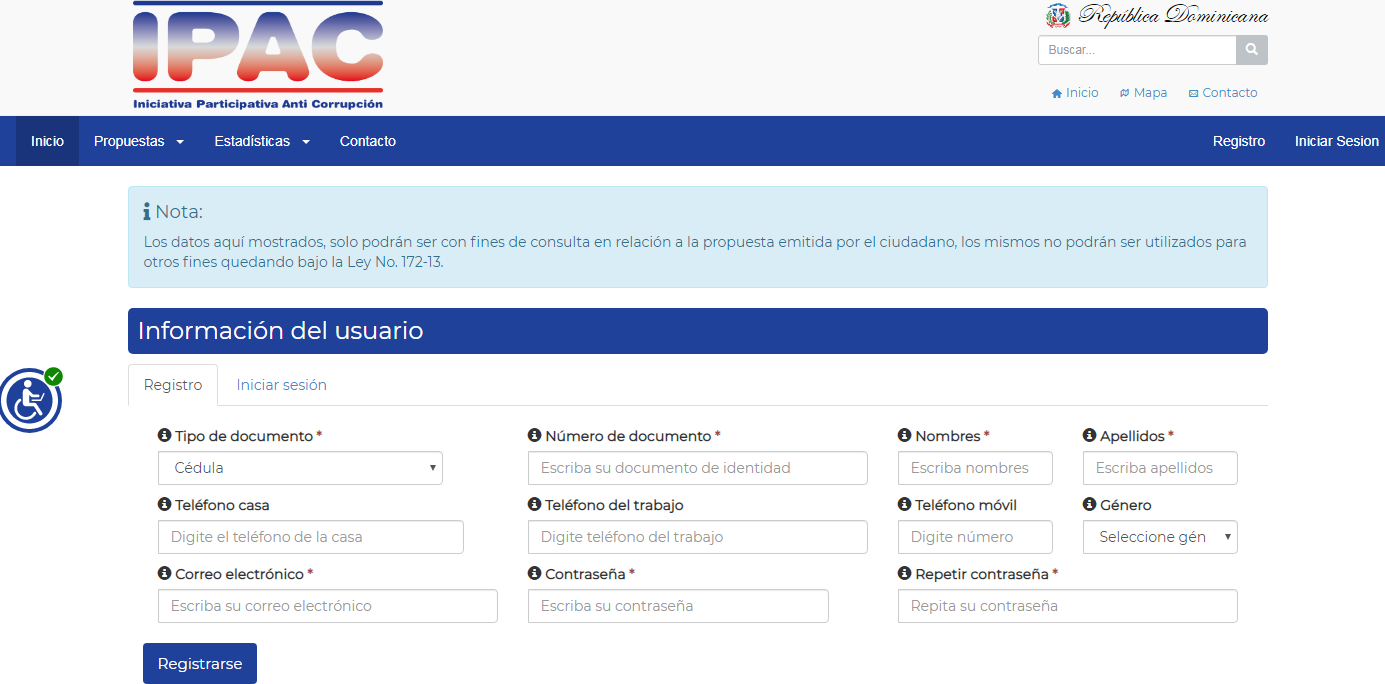 IPAC
Iniciativa Participativa Anti Corrupción
República Dominicana
Buscar...
Inicio Mapa Contacto
Inicio Propuestas Estadísticas Contacto Registro Iniciar Sesion
Nota:
Los datos aquí mostrados, solo podrán ser con fines de consulta en relación a la propuesta emitida por el ciudadano, los mismos no podrán ser utilizados para
otros fines quedando bajo la Ley No. 172-13.
Información del usuario
Registro Iniciar sesión
Tipo de documento * Número de documento * Nombres * Apellidos *
Cédula Escriba su documento de identidad Escriba nombres Escriba apellidos
Teléfono casa Teléfono del trabajo Teléfono móvil Género
Digite el teléfono de la casa Digite teléfono del trabajo Digite número Seleccione gén
Correo electrónico * Contraseña * Repetir contraseña *
Escriba su correo electrónico Escriba su contraseña Repita su contraseña
Registrarse